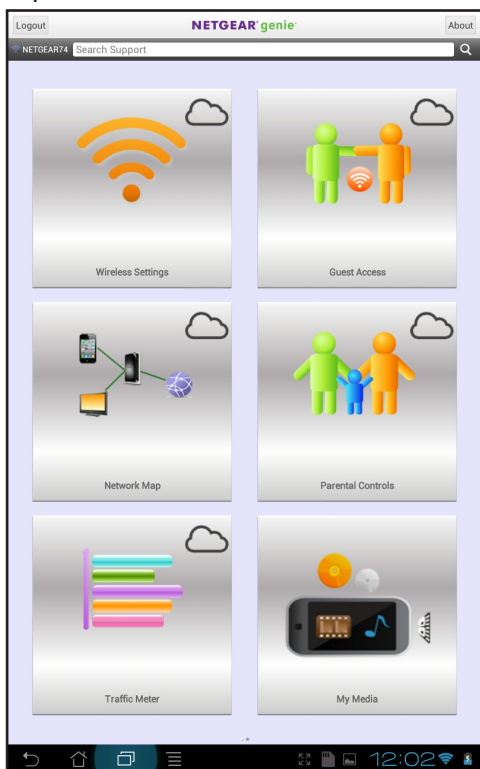 Logout NETGEAR® genie® About
NETGEAR74 Search Support
Wireless Settings Guest Access
Network Map Parental Controls
Traffic Meter My Media
12:02